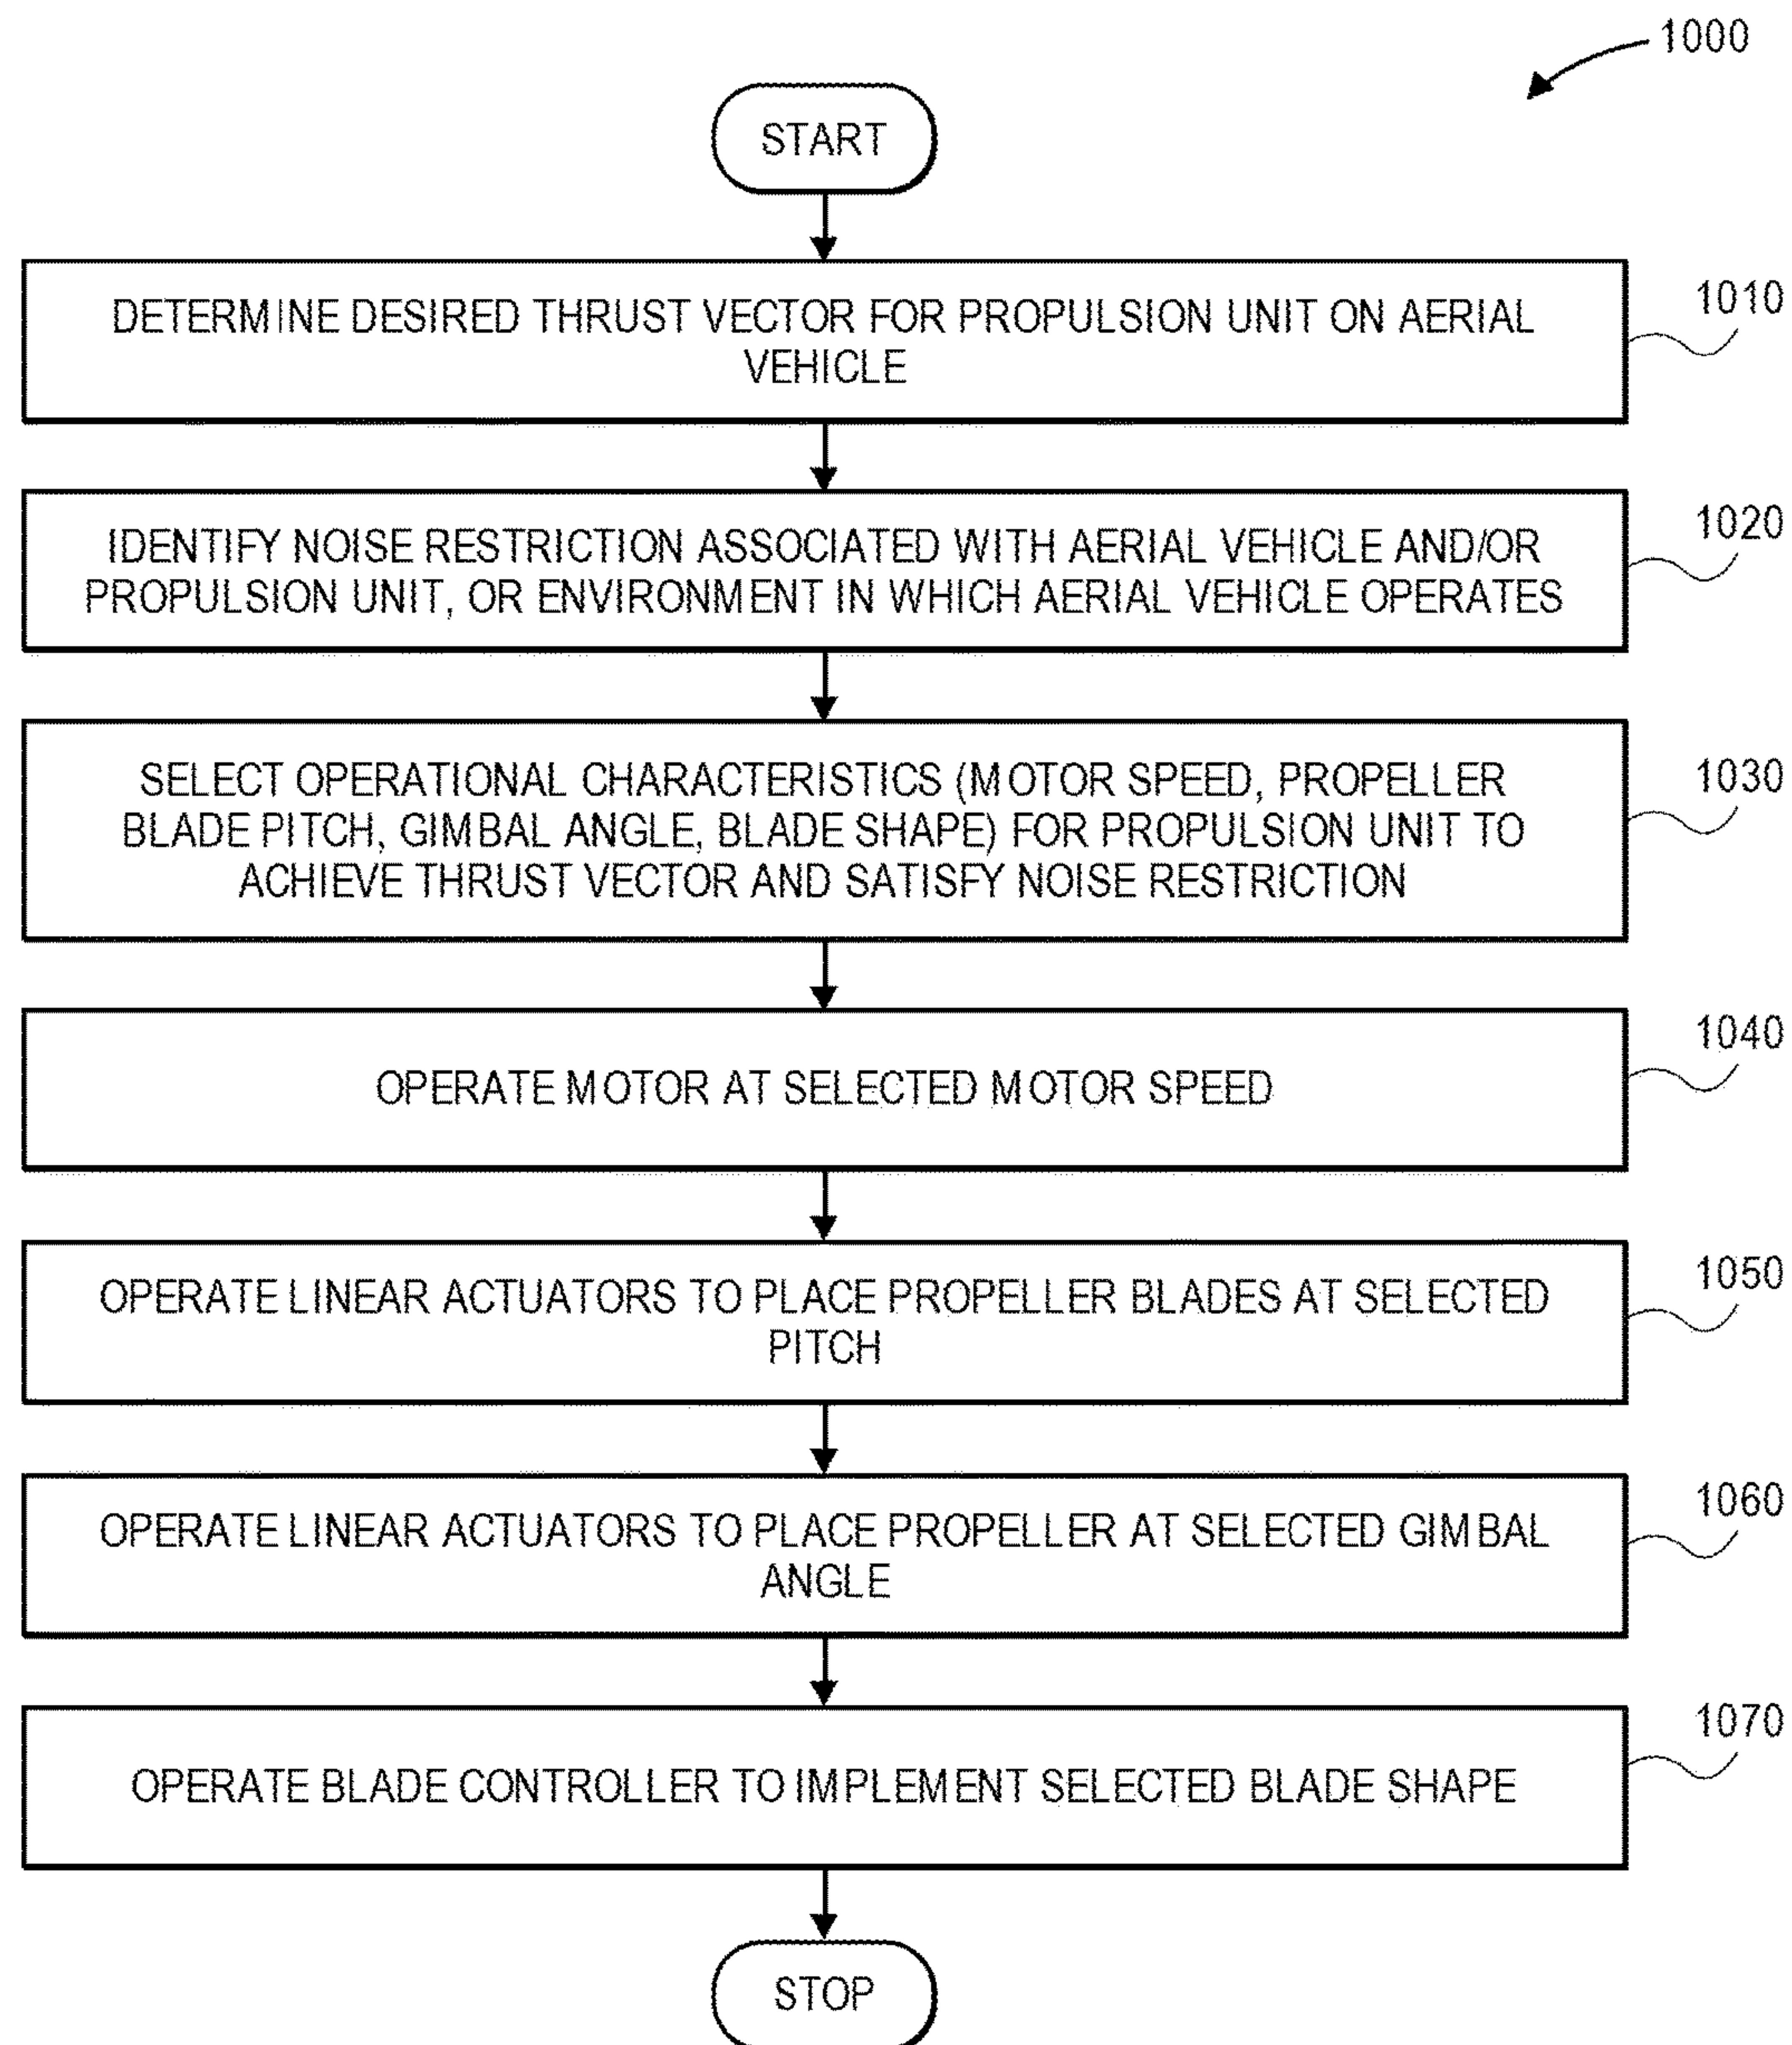 1000
START
DETERMINE DESIRED THRUST VECTOR FOR PROPULSION UNIT ON AERIAL
VEHICLE
1010
IDENTIFY NOISE RESTRICTION ASSOCIATED WITH AERIAL VEHICLE AND/OR
PROPULSION UNIT, OR ENVIRONMENT IN WHICH AERIAL VEHICLE OPERATES
1020
SELECT OPERATIONAL CHARACTERISTICS (MOTOR SPEED, PROPELLER
BLADE PITCH, GIMBAL ANGLE, BLADE SHAPE) FOR PROPULSION UNIT TO
ACHIEVE THRUST VECTOR AND SATISFY NOISE RESTRICTION
1030
OPERATE MOTOR AT SELECTED MOTOR SPEED
1040
OPERATE LINEAR ACTUATORS TO PLACE PROPELLER BLADES AT SELECTED
PITCH
1050
OPERATE LINEAR ACTUATORS TO PLACE PROPELLER AT SELECTED GIMBAL
ANGLE
1060
OPERATE BLADE CONTROLLER TO IMPLEMENT SELECTED BLADE SHAPE
1070
STOP